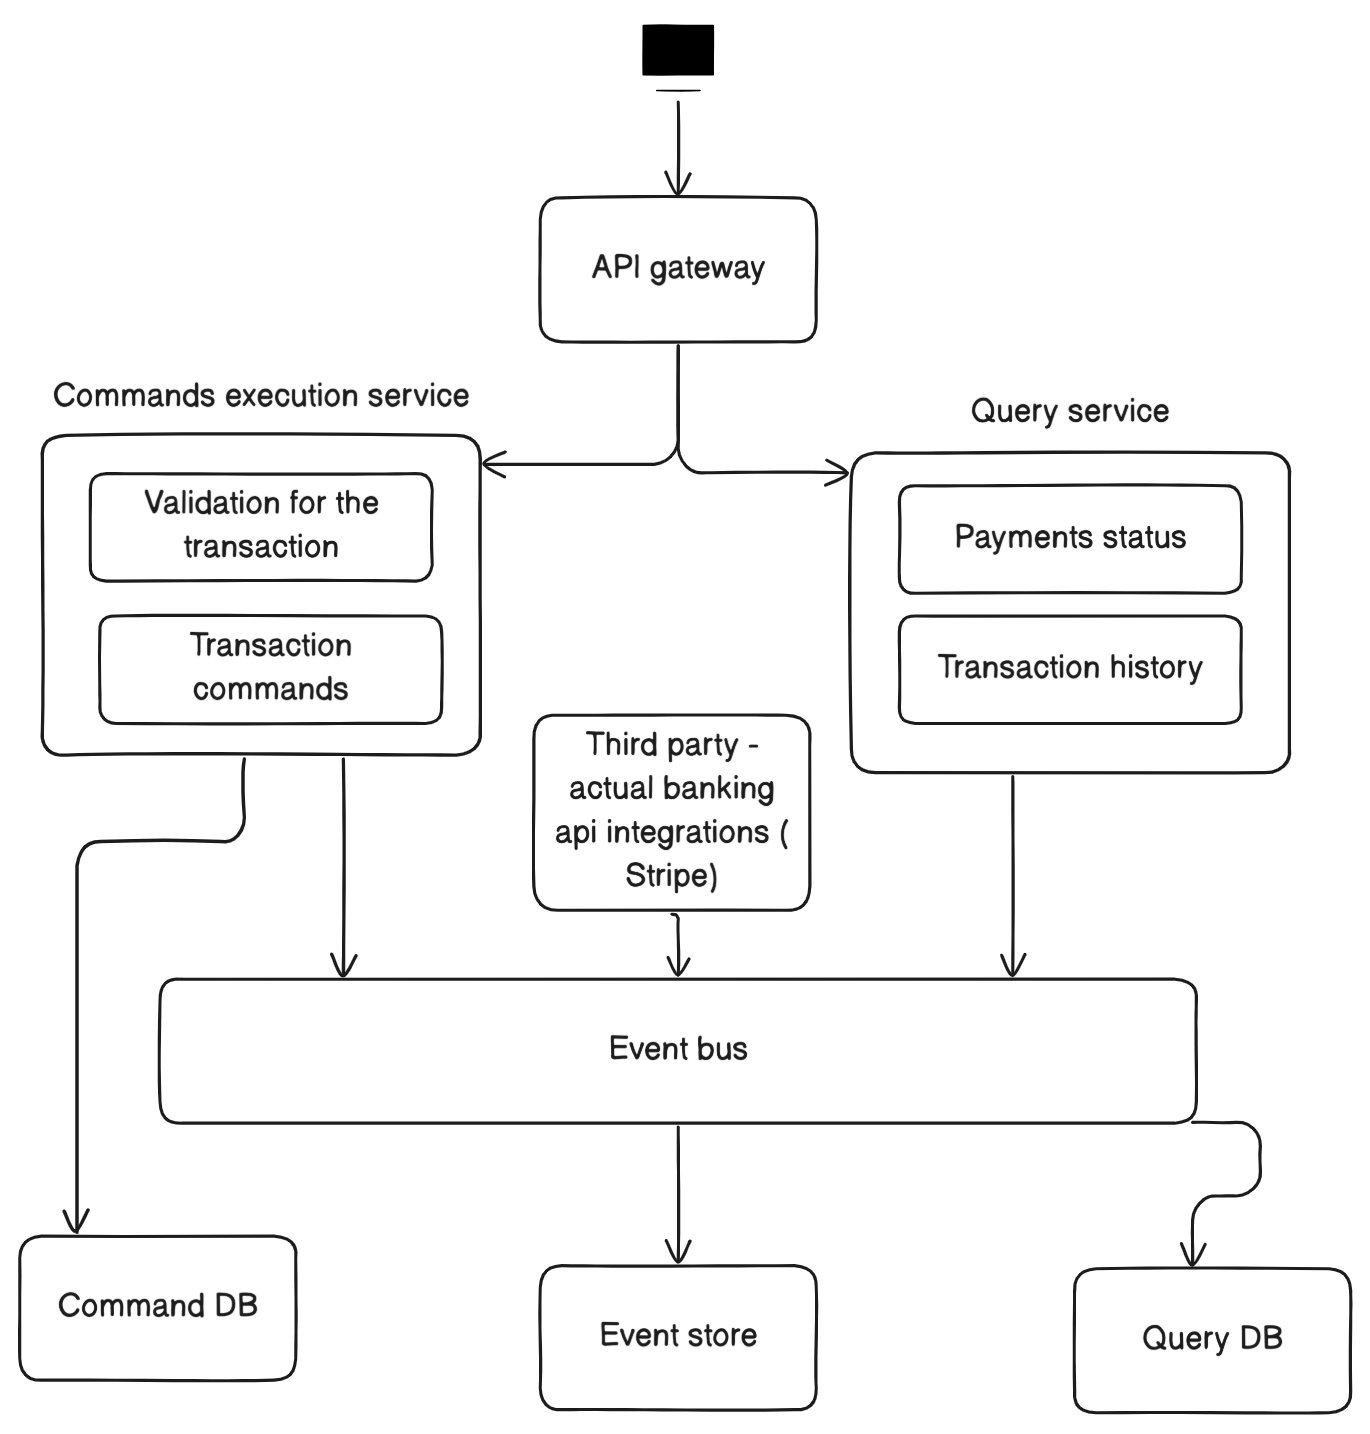 API gateway
Commands execution service
Query service
Validation for the
transaction
Payments status
Transaction
commands
Transaction history
Third party -
actual banking
api integrations (
Stripe)
Event bus
Command DB
Event store
Query DB